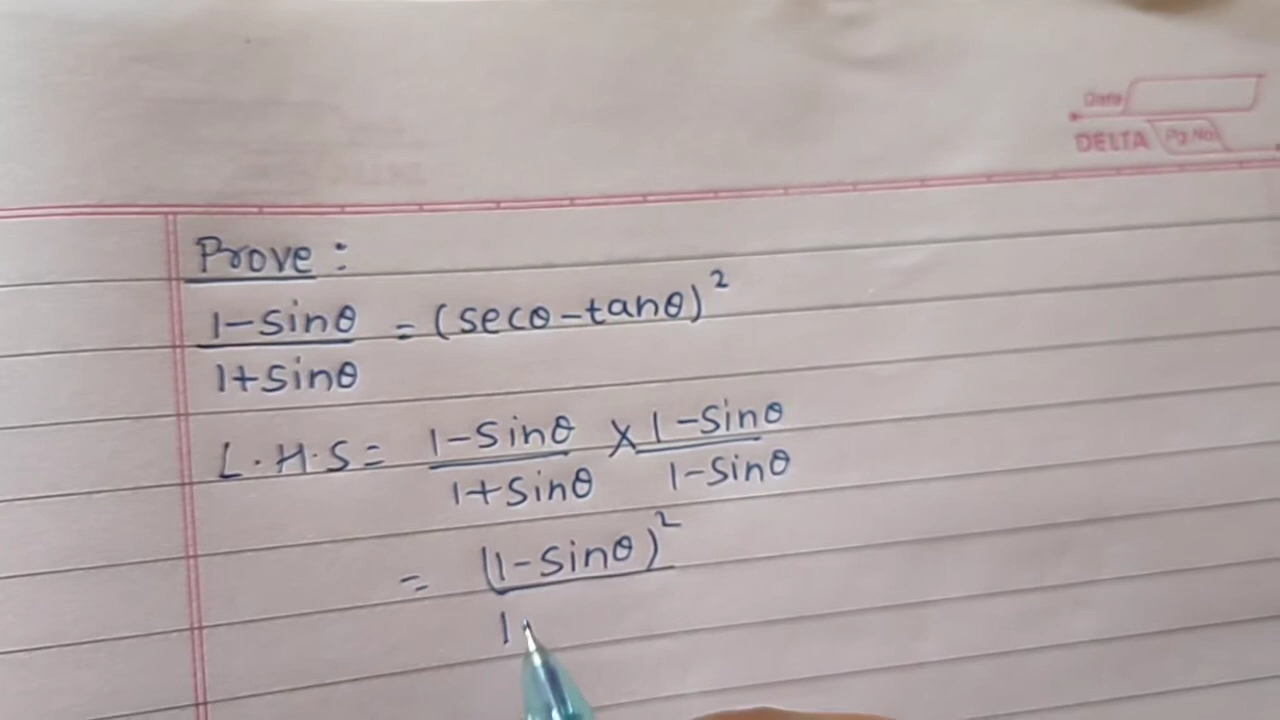 Date
DELTA Pg.No
Prove :
1-sinθ / 1+sinθ = (secθ-tanθ)²
L.H.S = 1-sinθ / 1+sinθ × 1-sinθ / 1-sinθ
= (1-sinθ)² / 1